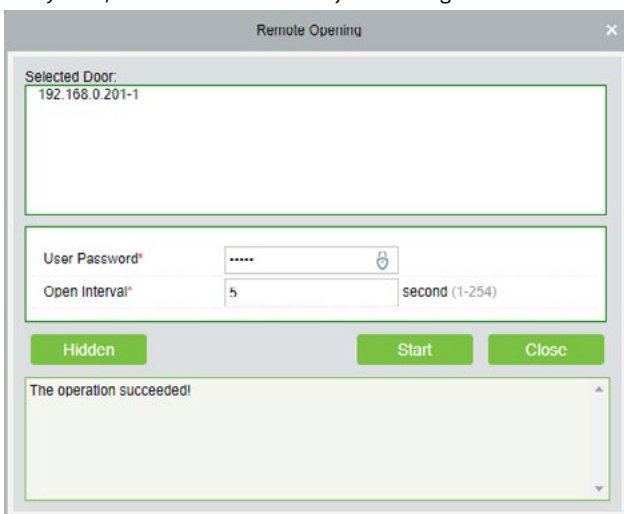 Remote Opening
Selected Door:
192.168.0.201-1
User Password*
Open Interval* 5 second (1-254)
Hidden Start Close
The operation succeeded!